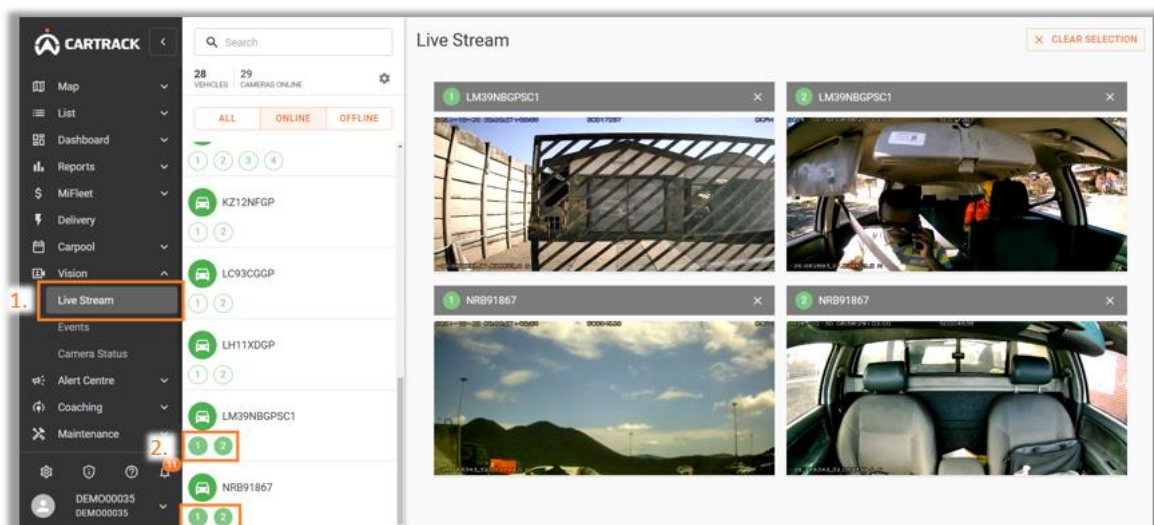 CARTRACK
Map
List
Dashboard
Reports
MiFleet
Delivery
Carpool
Vision
1.
Live Stream
Events
Camera Status
Alert Centre
Coaching
Maintenance
11
DEMO00035
DEMO00035
Search
28
VEHICLES
29
CAMERAS ONLINE
ALL ONLINE OFFLINE
1 2 3 4
KZ12NFGP
1 2
LC93CGGP
1 2
LH11XDGP
1 2
LM39NBGPSC1
2.
1 2
NRB91867
1 2
Live Stream
CLEAR SELECTION
1 LM39NBGPSC1
2 LM39NBGPSC1
1 NRB91867
2 NRB91867